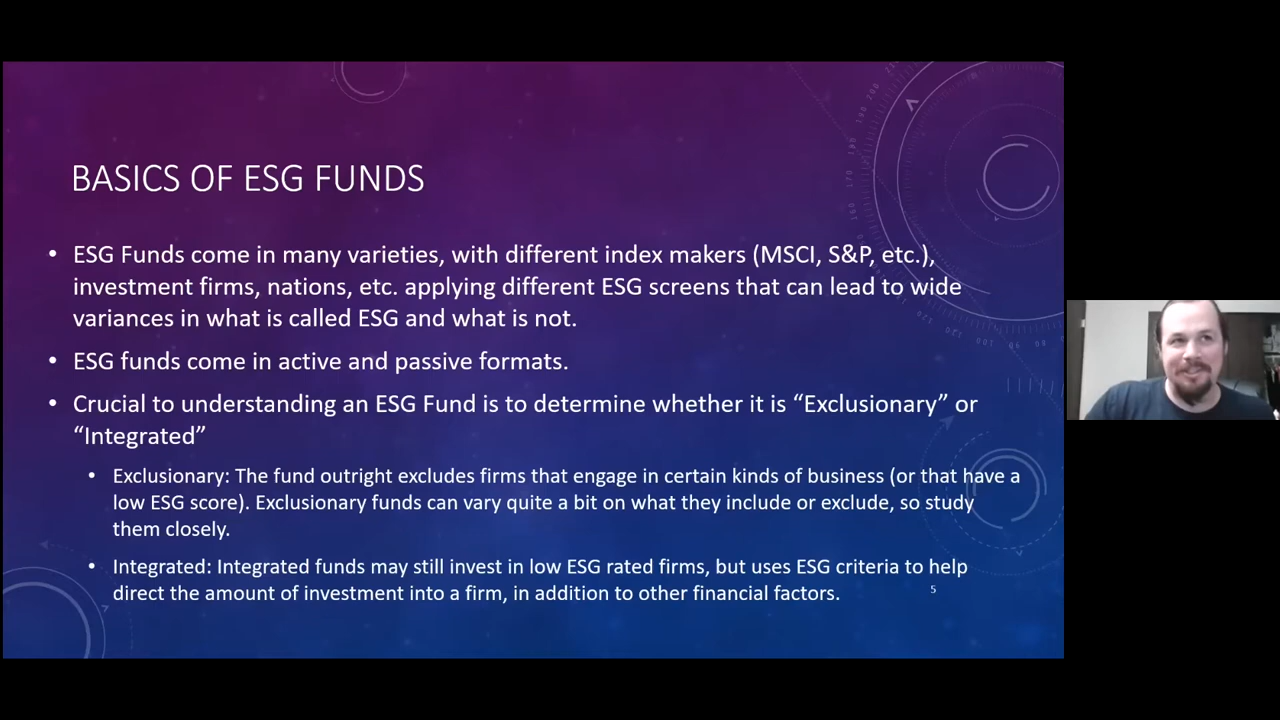 BASICS OF ESG FUNDS
• ESG Funds come in many varieties, with different index makers (MSCI, S&P, etc.),
investment firms, nations, etc. applying different ESG screens that can lead to wide
variances in what is called ESG and what is not.
• ESG funds come in active and passive formats.
• Crucial to understanding an ESG Fund is to determine whether it is “Exclusionary” or
“Integrated”
• Exclusionary: The fund outright excludes firms that engage in certain kinds of business (or that have a
low ESG score). Exclusionary funds can vary quite a bit on what they include or exclude, so study
them closely.
• Integrated: Integrated funds may still invest in low ESG rated firms, but uses ESG criteria to help
direct the amount of investment into a firm, in addition to other financial factors.
5